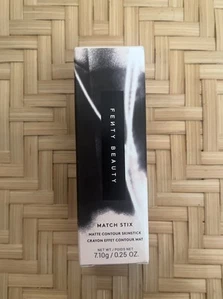 FENTY BEAUTY
MATCH STIX
MATTE CONTOUR SKINSTICK
CRAYON EFFET CONTOUR MAT
NET WT. / POIDS NET
7.10g / 0.25 OZ.